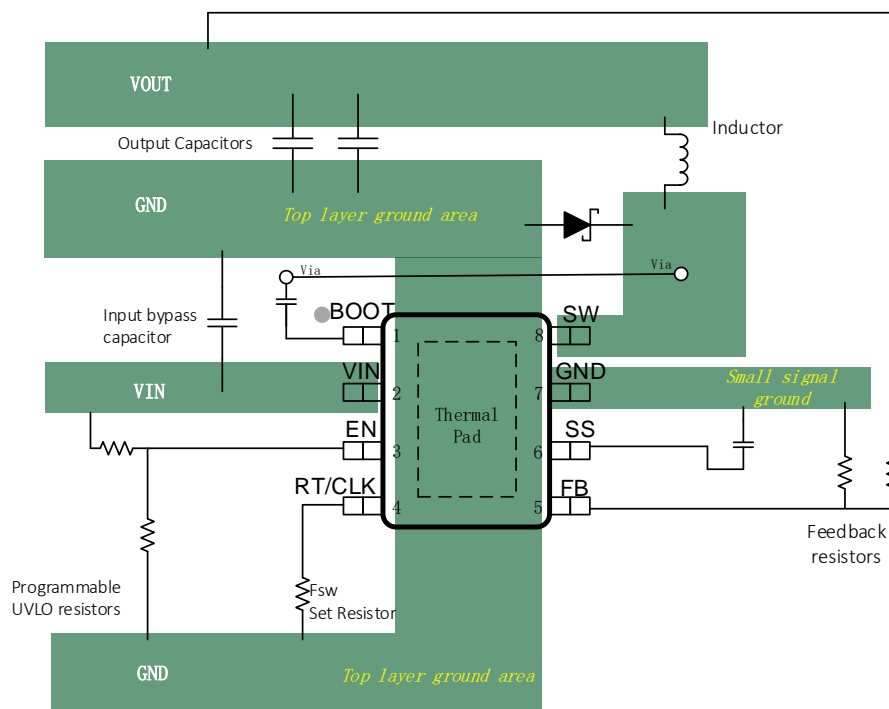 VOUT
Output Capacitors
Inductor
GND
Top layer ground area
Via
Via
BOOT
SW
Input bypass
capacitor
1
8
VIN
VIN
GND
Small signal
ground
2
7
Thermal
Pad
EN
SS
3
6
RT/CLK
FB
4
5
Feedback
resistors
Programmable
UVLO resistors
Fsw
Set Resistor
GND
Top layer ground area